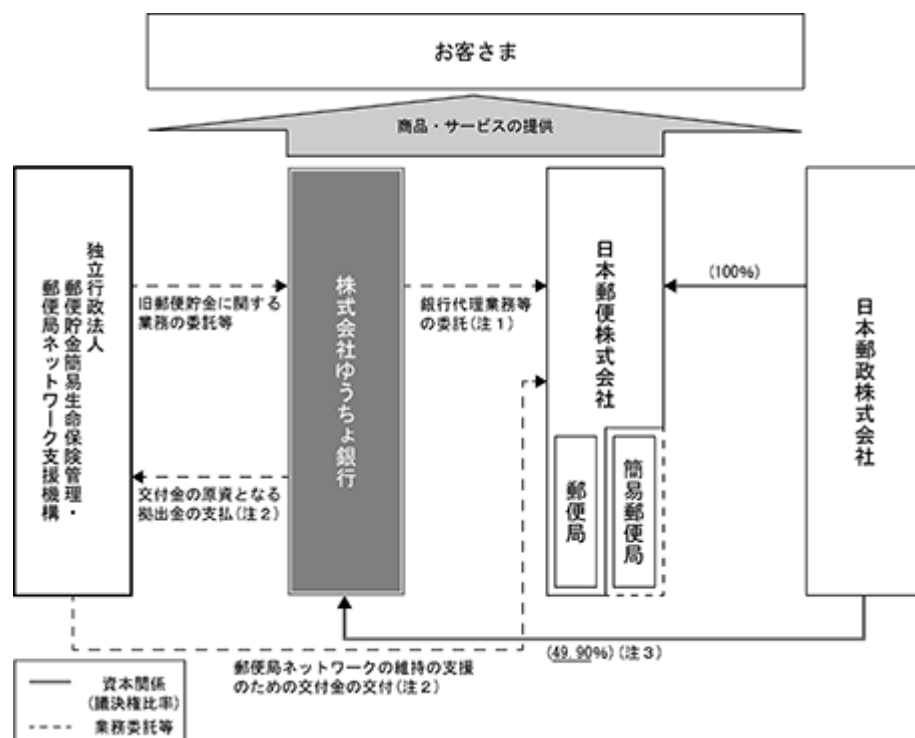 お客さま
商品・サービスの提供
独立行政法人
郵便貯金簡易生命保険管理・
郵便局ネットワーク支援機構
旧郵便貯金に関する
業務の委託等
交付金の原資となる
拠出金の支払(注2)
株式会社ゆうちょ銀行
銀行代理業務等
の委託(注1)
日本郵便株式会社
郵便局
簡易郵便局
(100%)
日本郵政株式会社
(49.90%)(注3)
郵便局ネットワークの維持の支援
のための交付金の交付(注2)
資本関係
(議決権比率)
業務委託等